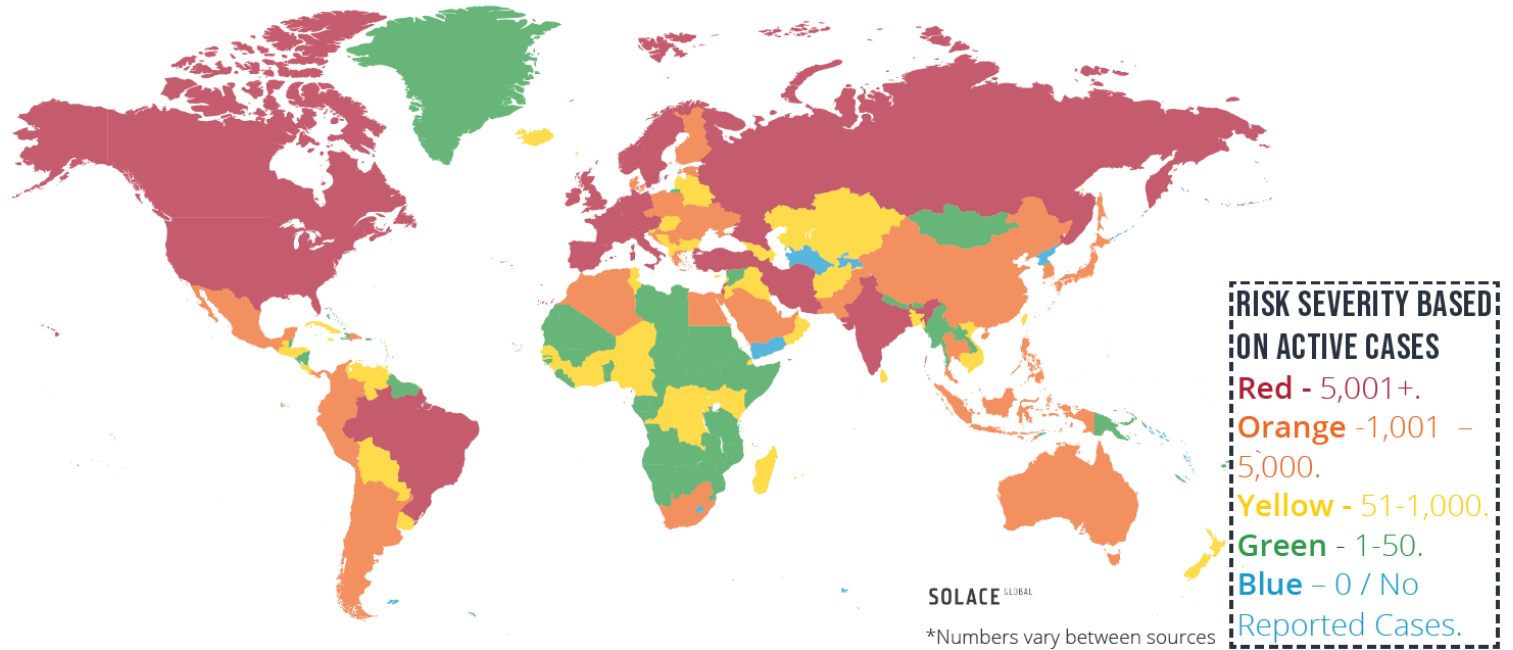 RISK SEVERITY BASED
ON ACTIVE CASES
Red - 5,001+.
Orange -1,001 –
5,000.
Yellow - 51-1,000.
Green - 1-50.
Blue – 0 / No
Reported Cases.
SOLACE GLOBAL
*Numbers vary between sources